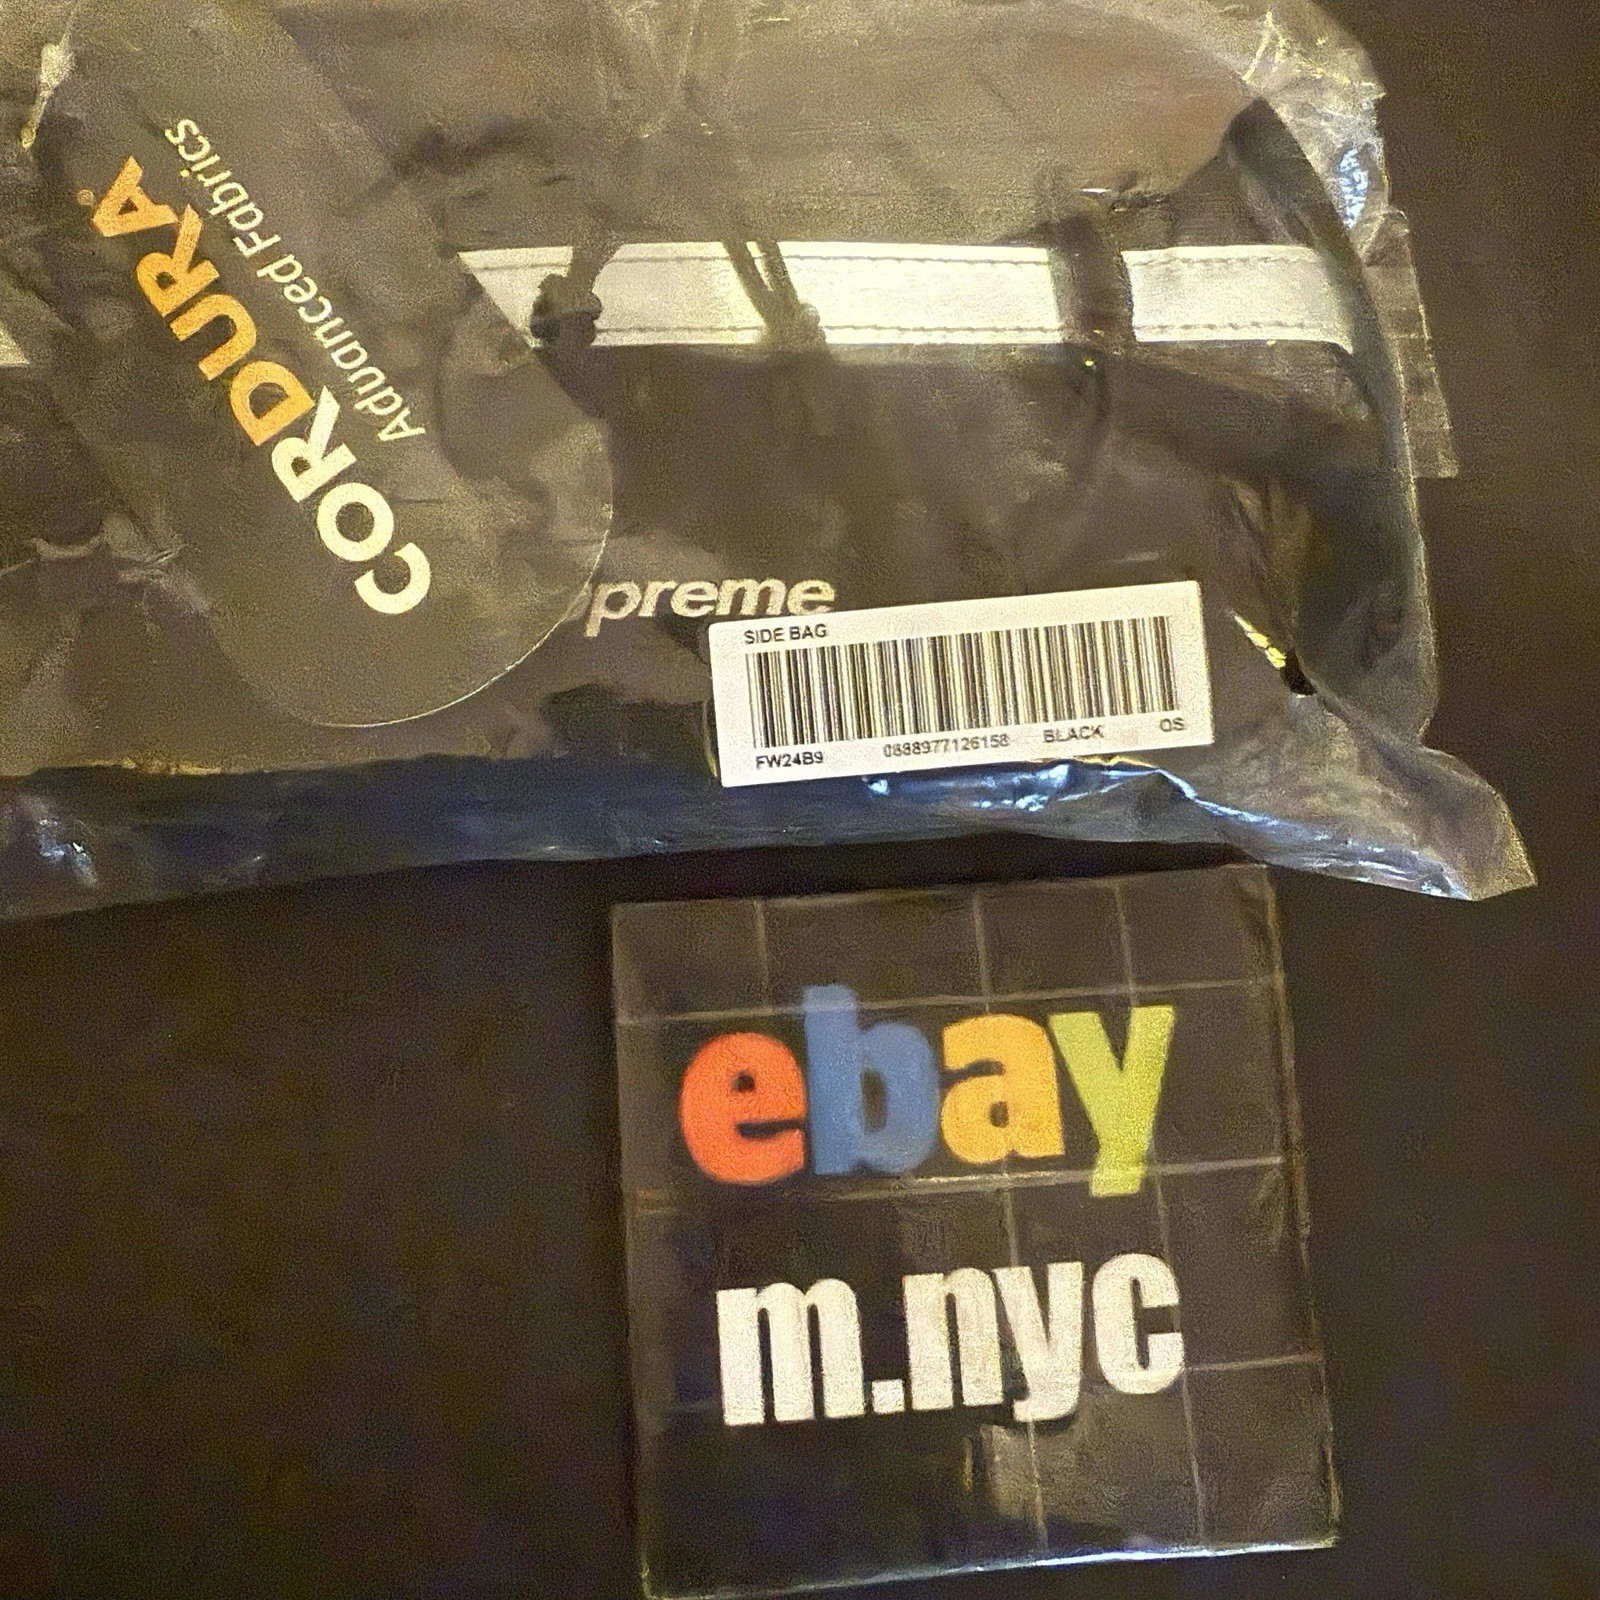 CORDURA®
Advanced Fabrics
preme
SIDE BAG
FW24B9 0888977126158 BLACK OS
ebay
m.nyc